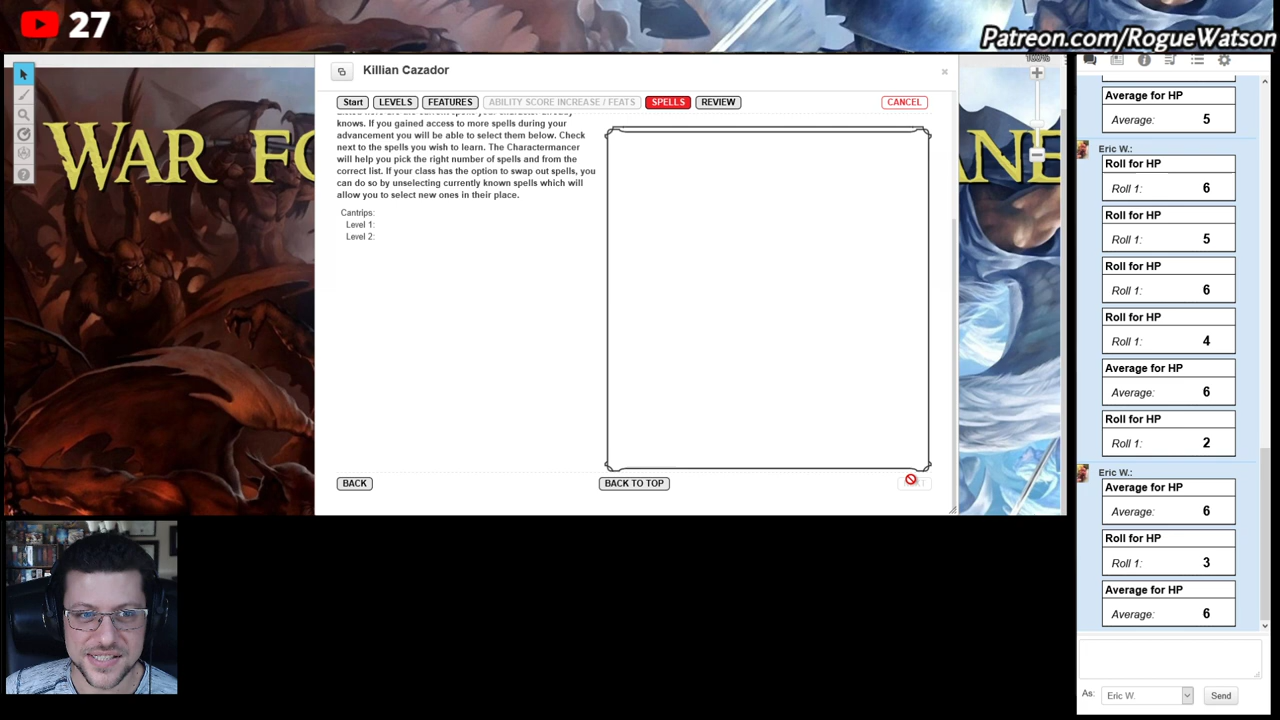 27
Patreon.com/RogueWatson
WAR FO
ANE
100%
Killian Cazador
Start
LEVELS
FEATURES
ABILITY SCORE INCREASE / FEATS
SPELLS
REVIEW
CANCEL
knows. If you gained access to more spells during your
advancement you will be able to select them below. Check
next to the spells you wish to learn. The Charactermancer
will help you pick the right number of spells and from the
correct list. If your class has the option to swap out spells, you
can do so by unselecting currently known spells which will
allow you to select new ones in their place.
Cantrips:
Level 1:
Level 2:
BACK
BACK TO TOP
Average for HP
Average: 5
Eric W.:
Roll for HP
Roll 1: 6
Roll for HP
Roll 1: 5
Roll for HP
Roll 1: 6
Roll for HP
Roll 1: 4
Average for HP
Average: 6
Roll for HP
Roll 1: 2
Eric W.:
Average for HP
Average: 6
Roll for HP
Roll 1: 3
Average for HP
Average: 6
As: Eric W. Send